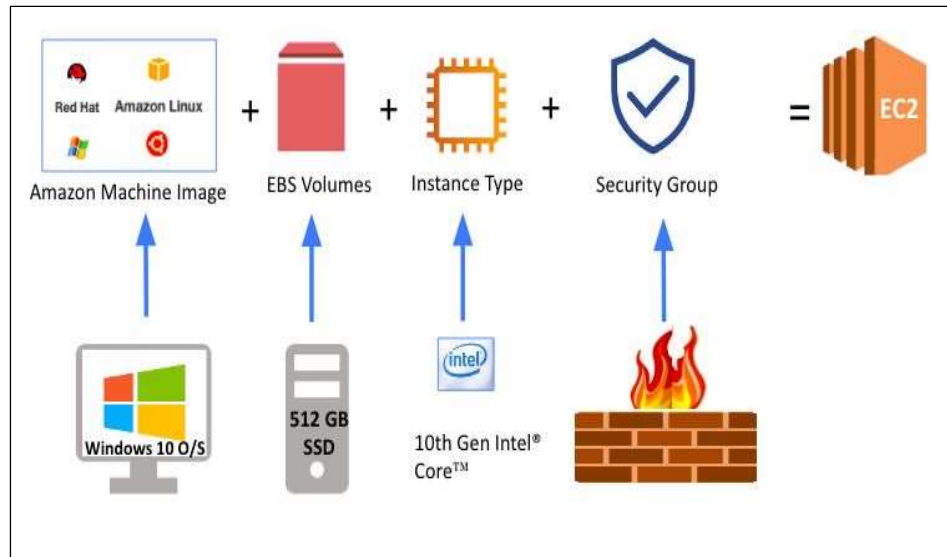 Red Hat
Amazon Linux
+
+
+
=
EC2
Amazon Machine Image
EBS Volumes
Instance Type
Security Group
Windows 10 O/S
512 GB
SSD
intel
10th Gen Intel®
Core™